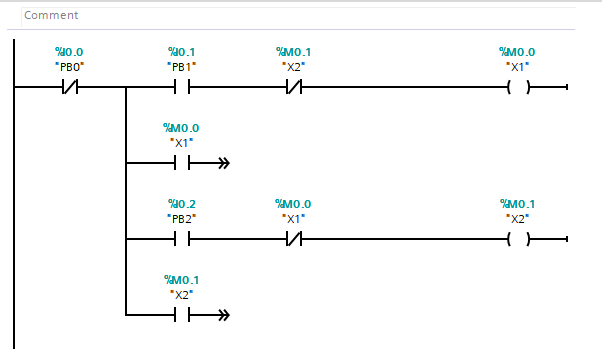 Comment
%I0.0 %I0.1 %M0.1 %M0.0
"PB0" "PB1" "X2" "X1"
%M0.0
"X1"
%I0.2 %M0.0 %M0.1
"PB2" "X1" "X2"
%M0.1
"X2"